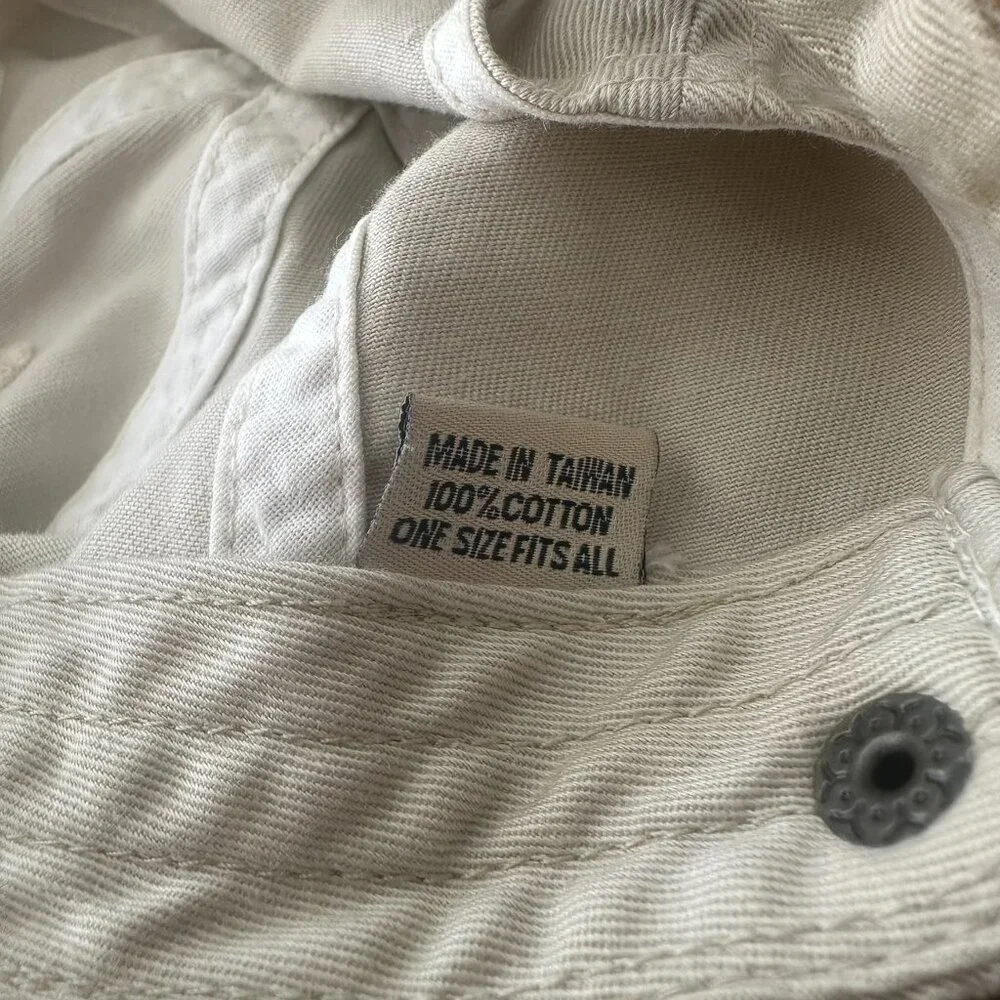 MADE IN TAIWAN
100% COTTON
ONE SIZE FITS ALL